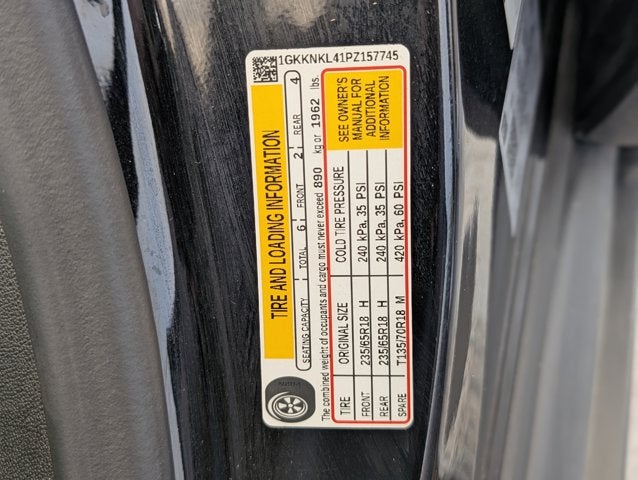 1GKKNKL41PZ157745
TIRE AND LOADING INFORMATION
SEATING CAPACITY TOTAL 6 FRONT 2 REAR 4
The combined weight of occupants and cargo must never exceed 890 kg or 1962 lbs.
TIRE ORIGINAL SIZE COLD TIRE PRESSURE
FRONT 235/65R18 H 240 kPa, 35 PSI
REAR 235/65R18 H 240 kPa, 35 PSI
SPARE T135/70R18 M 420 kPa, 60 PSI
SEE OWNER'S
MANUAL FOR
ADDITIONAL
INFORMATION